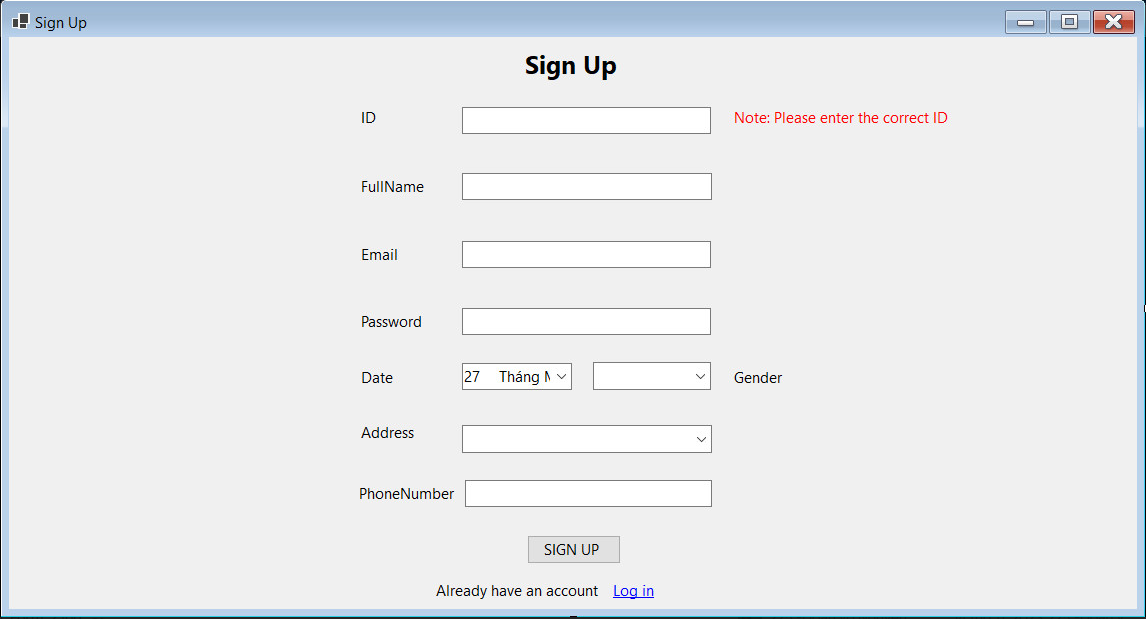 Sign Up
Sign Up
ID Note: Please enter the correct ID
FullName
Email
Password
Date 27 Tháng Gender
Address
PhoneNumber
SIGN UP
Already have an account Log in